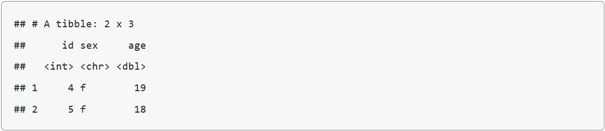 ## # A tibble: 2 x 3
##      id sex     age
##   <int> <chr> <dbl>
## 1     4 f        19
## 2     5 f        18